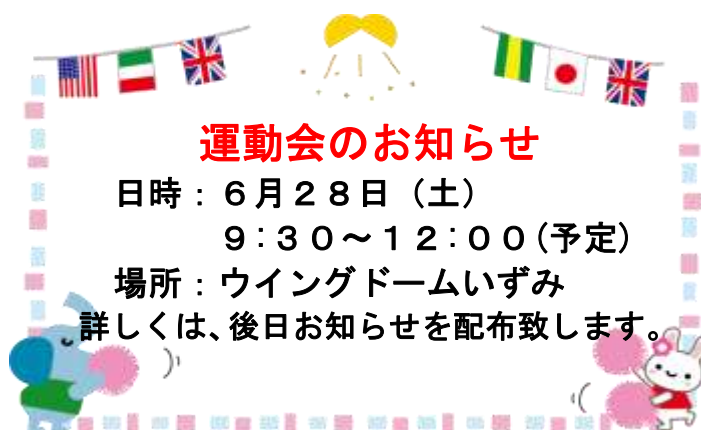 運動会のお知らせ
日時：６月２８日（土）
９:３０～１２:００(予定)
場所：ウイングドームいずみ
詳しくは、後日お知らせを配布致します。